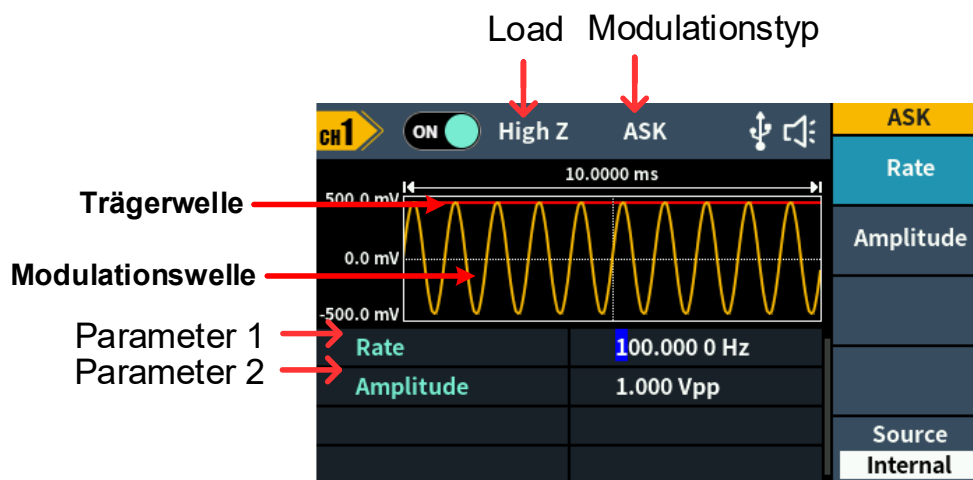 Load Modulationstyp
CH1 ON High Z ASK ASK
10.0000 ms
Rate
500.0 mV
Trägerwelle
Amplitude
0.0 mV
Modulationswelle
-500.0 mV
Parameter 1
Rate 100.000 0 Hz
Parameter 2
Amplitude 1.000 Vpp
Source
Internal